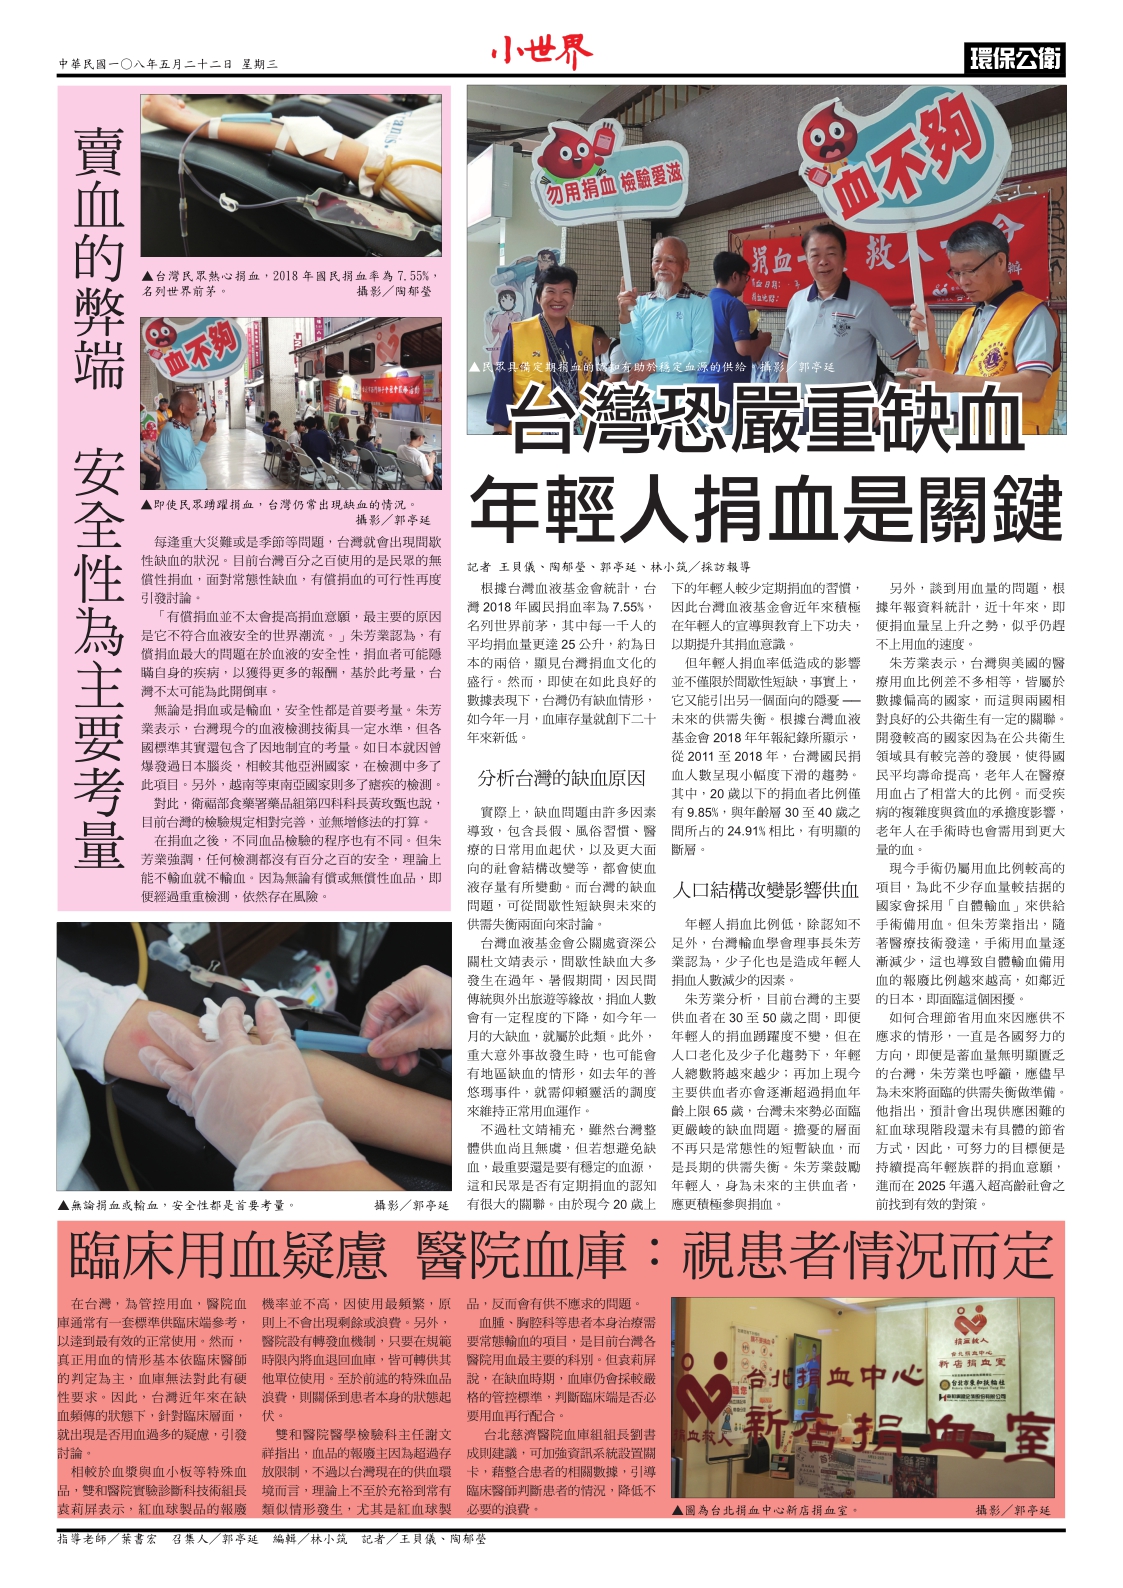 中華民國一〇八年五月二十二日 星期三
小世界
環保公衛
賣血的弊端 安全性為主要考量
▲台灣民眾熱心捐血，2018年國民捐血率為7.55%，
名列世界前茅。 攝影／陶郁瑩
血不夠
▲即使民眾踴躍捐血，台灣仍常出現缺血的情況。
攝影／郭亭延
每逢重大災難或是季節等問題，台灣就會出現間歇
性缺血的狀況。目前台灣百分之百使用的是民眾的無
償性捐血，面對常態性缺血，有償捐血的可行性再度
引發討論。
「有償捐血並不太會提高捐血意願，最主要的原因
是它不符合血液安全的世界潮流。」朱芳業認為，有
償捐血最大的問題在於血液的安全性，捐血者可能隱
瞞自身的疾病，以獲得更多的報酬，基於此考量，台
灣不太可能為此開倒車。
無論是捐血或是輸血，安全性都是首要考量。朱芳
業表示，台灣現今的血液檢測技術具一定水準，但各
國標準其實還包含了因地制宜的考量。如日本就因曾
爆發過日本腦炎，相較其他亞洲國家，在檢測中多了
此項目。另外，越南等東南亞國家則多了瘧疾的檢測。
對此，衛福部食藥署藥品組第四科科長黃玫甄也說，
目前台灣的檢驗規定相對完善，並無增修法的打算。
在捐血之後，不同血品檢驗的程序也有不同。但朱
芳業強調，任何檢測都沒有百分之百的安全，理論上
能不輸血就不輸血。因為無論有償或無償性血品，即
便經過重重檢測，依然存在風險。
▲無論捐血或輸血，安全性都是首要考量。 攝影／郭亭延
勿用捐血 檢驗愛滋
血不夠
捐血一
救人
▲民眾具備定期捐血的認知有助於穩定血源的供給。攝影／郭亭延
台灣恐嚴重缺血
年輕人捐血是關鍵
記者 王貝儀、陶郁瑩、郭亭延、林小筑／採訪報導
根據台灣血液基金會統計，台
灣2018年國民捐血率為7.55%，
名列世界前茅，其中每一千人的
平均捐血量更達25公升，約為日
本的兩倍，顯見台灣捐血文化的
盛行。然而，即使在如此良好的
數據表現下，台灣仍有缺血情形，
如今年一月，血庫存量就創下二十
年來新低。
分析台灣的缺血原因
實際上，缺血問題由許多因素
導致，包含長假、風俗習慣、醫
療的日常用血起伏，以及更大面
向的社會結構改變等，都會使血
液存量有所變動。而台灣的缺血
問題，可從間歇性短缺與未來的
供需失衡兩面向來討論。
台灣血液基金會公關處資深公
關杜文靖表示，間歇性缺血大多
發生在過年、暑假期間，因民間
傳統與外出旅遊等緣故，捐血人數
會有一定程度的下降，如今年一
月的大缺血，就屬於此類。此外，
重大意外事故發生時，也可能會
有地區缺血的情形，如去年的普
悠瑪事件，就需仰賴靈活的調度
來維持正常用血運作。
不過杜文靖補充，雖然台灣整
體供血尚且無虞，但若想避免缺
血，最重要還是要有穩定的血源，
這和民眾是否有定期捐血的認知
有很大的關聯。由於現今20歲上
下的年輕人較少定期捐血的習慣，
因此台灣血液基金會近年來積極
在年輕人的宣導與教育上下功夫，
以期提升其捐血意識。
但年輕人捐血率低造成的影響
並不僅限於間歇性短缺，事實上，
它又能引出另一個面向的隱憂 ——
未來的供需失衡。根據台灣血液
基金會2018年年報紀錄所顯示，
從2011至2018年，台灣國民捐
血人數呈現小幅度下滑的趨勢。
其中，20歲以下的捐血者比例僅
有9.85%，與年齡層30至40歲之
間所占的24.91%相比，有明顯的
斷層。
人口結構改變影響供血
年輕人捐血比例低，除認知不
足外，台灣輸血學會理事長朱芳
業認為，少子化也是造成年輕人
捐血人數減少的因素。
朱芳業分析，目前台灣的主要
供血者在30至50歲之間，即便
年輕人的捐血踴躍度不變，但在
人口老化及少子化趨勢下，年輕
人總數將越來越少；再加上現今
主要供血者亦會逐漸超過捐血年
齡上限65歲，台灣未來勢必面臨
更嚴峻的缺血問題。擔憂的層面
不再只是常態性的短暫缺血，而
是長期的供需失衡。朱芳業鼓勵
年輕人，身為未來的主供血者，
應更積極參與捐血。
另外，談到用血量的問題，根
據年報資料統計，近十年來，即
便捐血量呈上升之勢，似乎仍趕
不上用血的速度。
朱芳業表示，台灣與美國的醫
療用血比例差不多相等，皆屬於
數據偏高的國家，而這與兩國相
對良好的公共衛生有一定的關聯。
開發較高的國家因為在公共衛生
領域具有較完善的發展，使得國
民平均壽命提高，老年人在醫療
用血占了相當大的比例。而受疾
病的複雜度與貧血的承擔度影響，
老年人在手術時也會需用到更大
量的血。
現今手術仍屬用血比例較高的
項目，為此不少存血量較拮据的
國家會採用「自體輸血」來供給
手術備用血。但朱芳業指出，隨
著醫療技術發達，手術用血量逐
漸減少，這也導致自體輸血備用
血的報廢比例越來越高，如鄰近
的日本，即面臨這個困擾。
如何合理節省用血來因應供不
應求的情形，一直是各國努力的
方向，即便是蓄血量無明顯匱乏
的台灣，朱芳業也呼籲，應儘早
為未來將面臨的供需失衡做準備。
他指出，預計會出現供應困難的
紅血球現階段還未有具體的節省
方式，因此，可努力的目標便是
持續提高年輕族群的捐血意願，
進而在2025年邁入超高齡社會之
前找到有效的對策。
臨床用血疑慮 醫院血庫：視患者情況而定
在台灣，為管控用血，醫院血
庫通常有一套標準供臨床端參考，
以達到最有效的正常使用。然而，
真正用血的情形基本依臨床醫師
的判定為主，血庫無法對此有硬
性要求。因此，台灣近年來在缺
血頻傳的狀態下，針對臨床層面，
就出現是否用血過多的疑慮，引發
討論。
相較於血漿與血小板等特殊血
品，雙和醫院實驗診斷科技術組長
袁莉屏表示，紅血球製品的報廢
機率並不高，因使用最頻繁，原
則上不會出現剩餘或浪費。另外，
醫院設有轉發血機制，只要在規範
時限內將血退回血庫，皆可轉供其
他單位使用。至於前述的特殊血品
浪費，則關係到患者本身的狀態起
伏。
雙和醫院醫學檢驗科主任謝文
祥指出，血品的報廢主因為超過存
放限制，不過以台灣現在的供血環
境而言，理論上不至於充裕到常有
類似情形發生，尤其是紅血球製
品，反而會有供不應求的問題。
血腫、胸腔科等患者本身治療需
要常態輸血的項目，是目前台灣各
醫院用血最主要的科別。但袁莉屏
說，在缺血時期，血庫仍會採較嚴
格的管控標準，判斷臨床端是否必
要用血再行配合。
台北慈濟醫院血庫組組長劉書
成則建議，可加強資訊系統設置關
卡，藉整合患者的相關數據，引導
臨床醫師判斷患者的情況，降低不
必要的浪費。
捐血救人
台北捐血中心
新店捐血室
台北市東和扶輪社
台北捐血中心
捐血救人
新店捐血室
▲圖為台北捐血中心新店捐血室。 攝影／郭亭延
指導老師／葉書宏 召集人／郭亭延 編輯／林小筑 記者／王貝儀、陶郁瑩